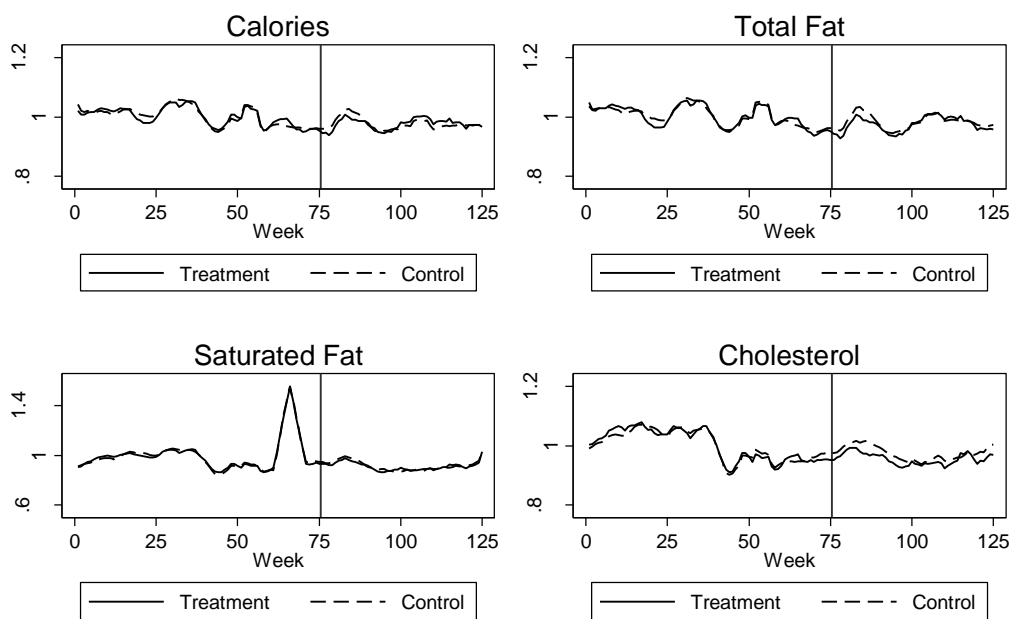 Calories
1.2
1
.8
0 25 50 75 100 125
Week
Treatment Control
Total Fat
1.2
1
.8
0 25 50 75 100 125
Week
Treatment Control
Saturated Fat
1.4
1
.6
0 25 50 75 100 125
Week
Treatment Control
Cholesterol
1.2
1
.8
0 25 50 75 100 125
Week
Treatment Control